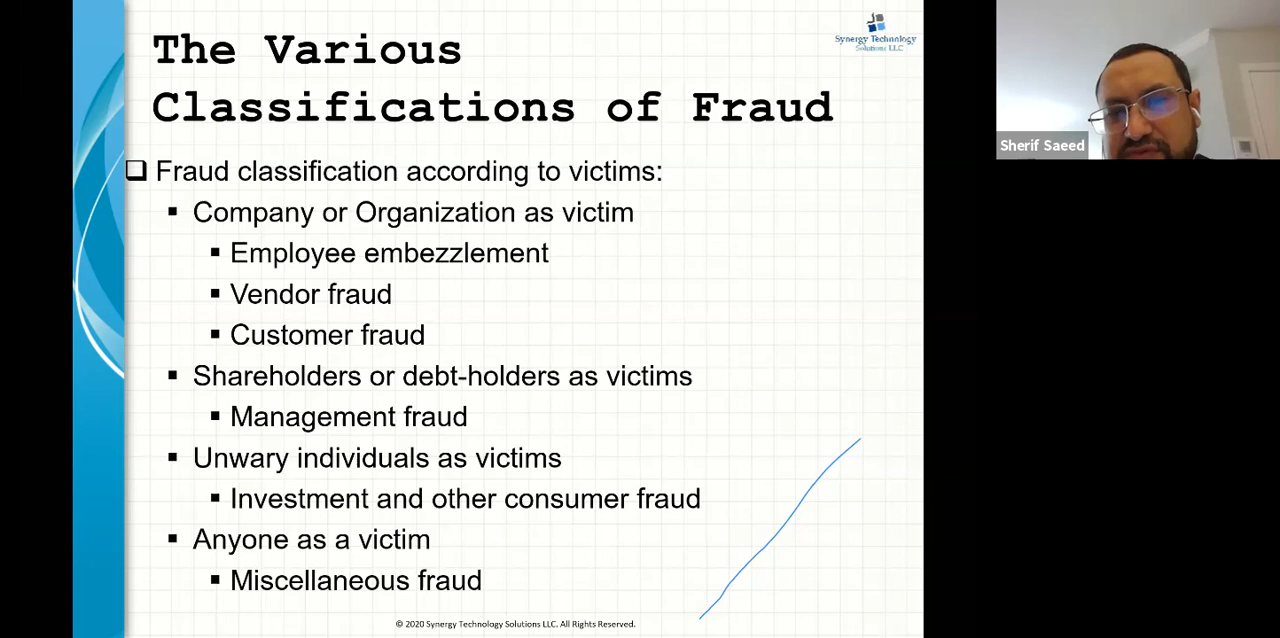 The Various
Classifications of Fraud
Synergy Technology
Solutions LLC
Sherif Saeed
❑ Fraud classification according to victims:
▪ Company or Organization as victim
▪ Employee embezzlement
▪ Vendor fraud
▪ Customer fraud
▪ Shareholders or debt-holders as victims
▪ Management fraud
▪ Unwary individuals as victims
▪ Investment and other consumer fraud
▪ Anyone as a victim
▪ Miscellaneous fraud
© 2020 Synergy Technology Solutions LLC. All Rights Reserved.